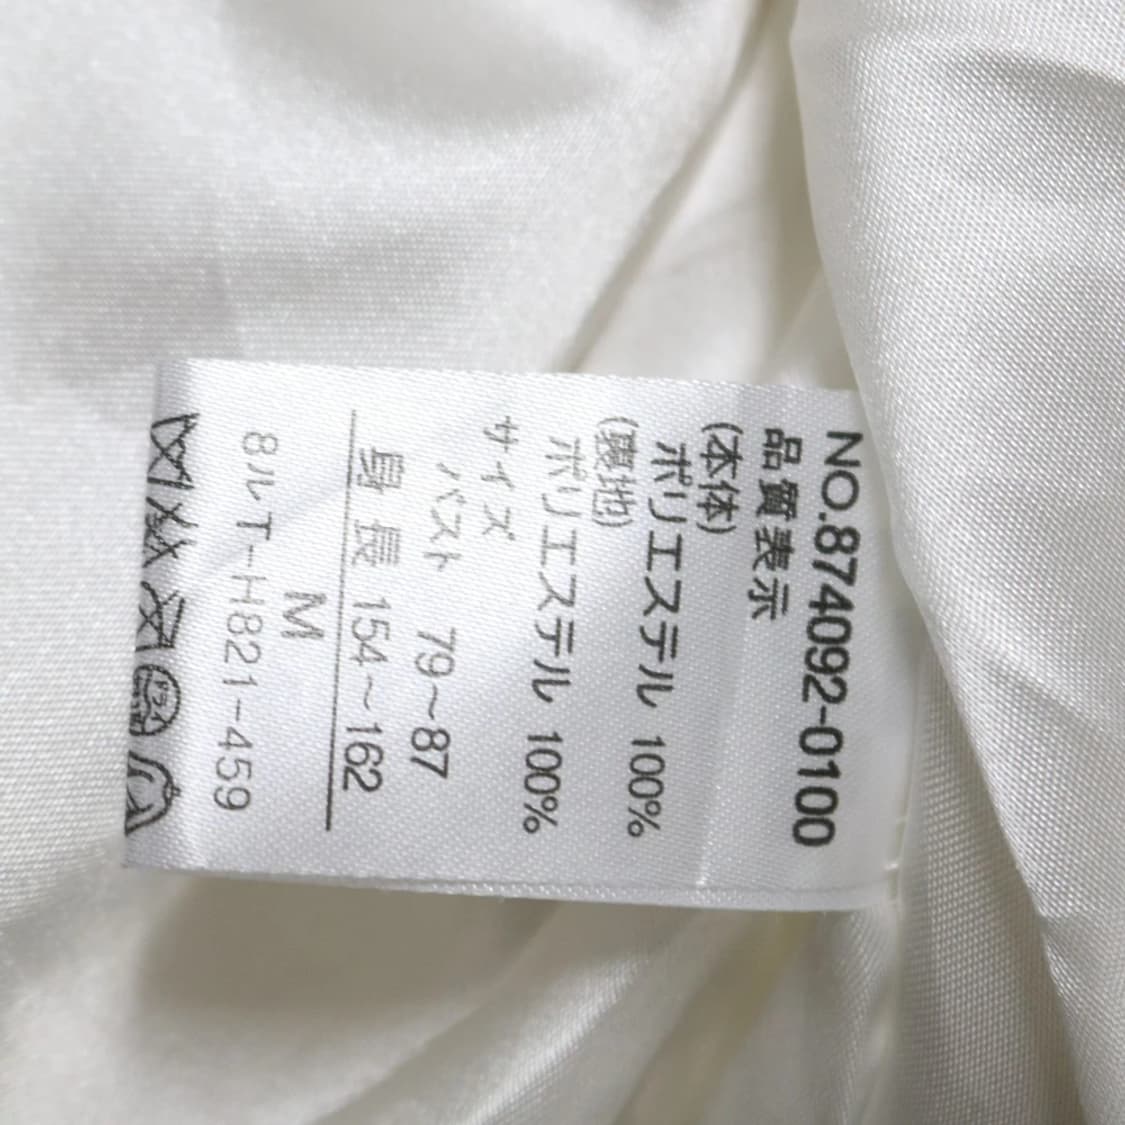 NO.874092-0100
品質表示
(本体)
ポリエステル 100%
(裏地)
ポリエステル 100%
サイズ
バスト 79~87
身長 154~162
M
8ルT-H821-459